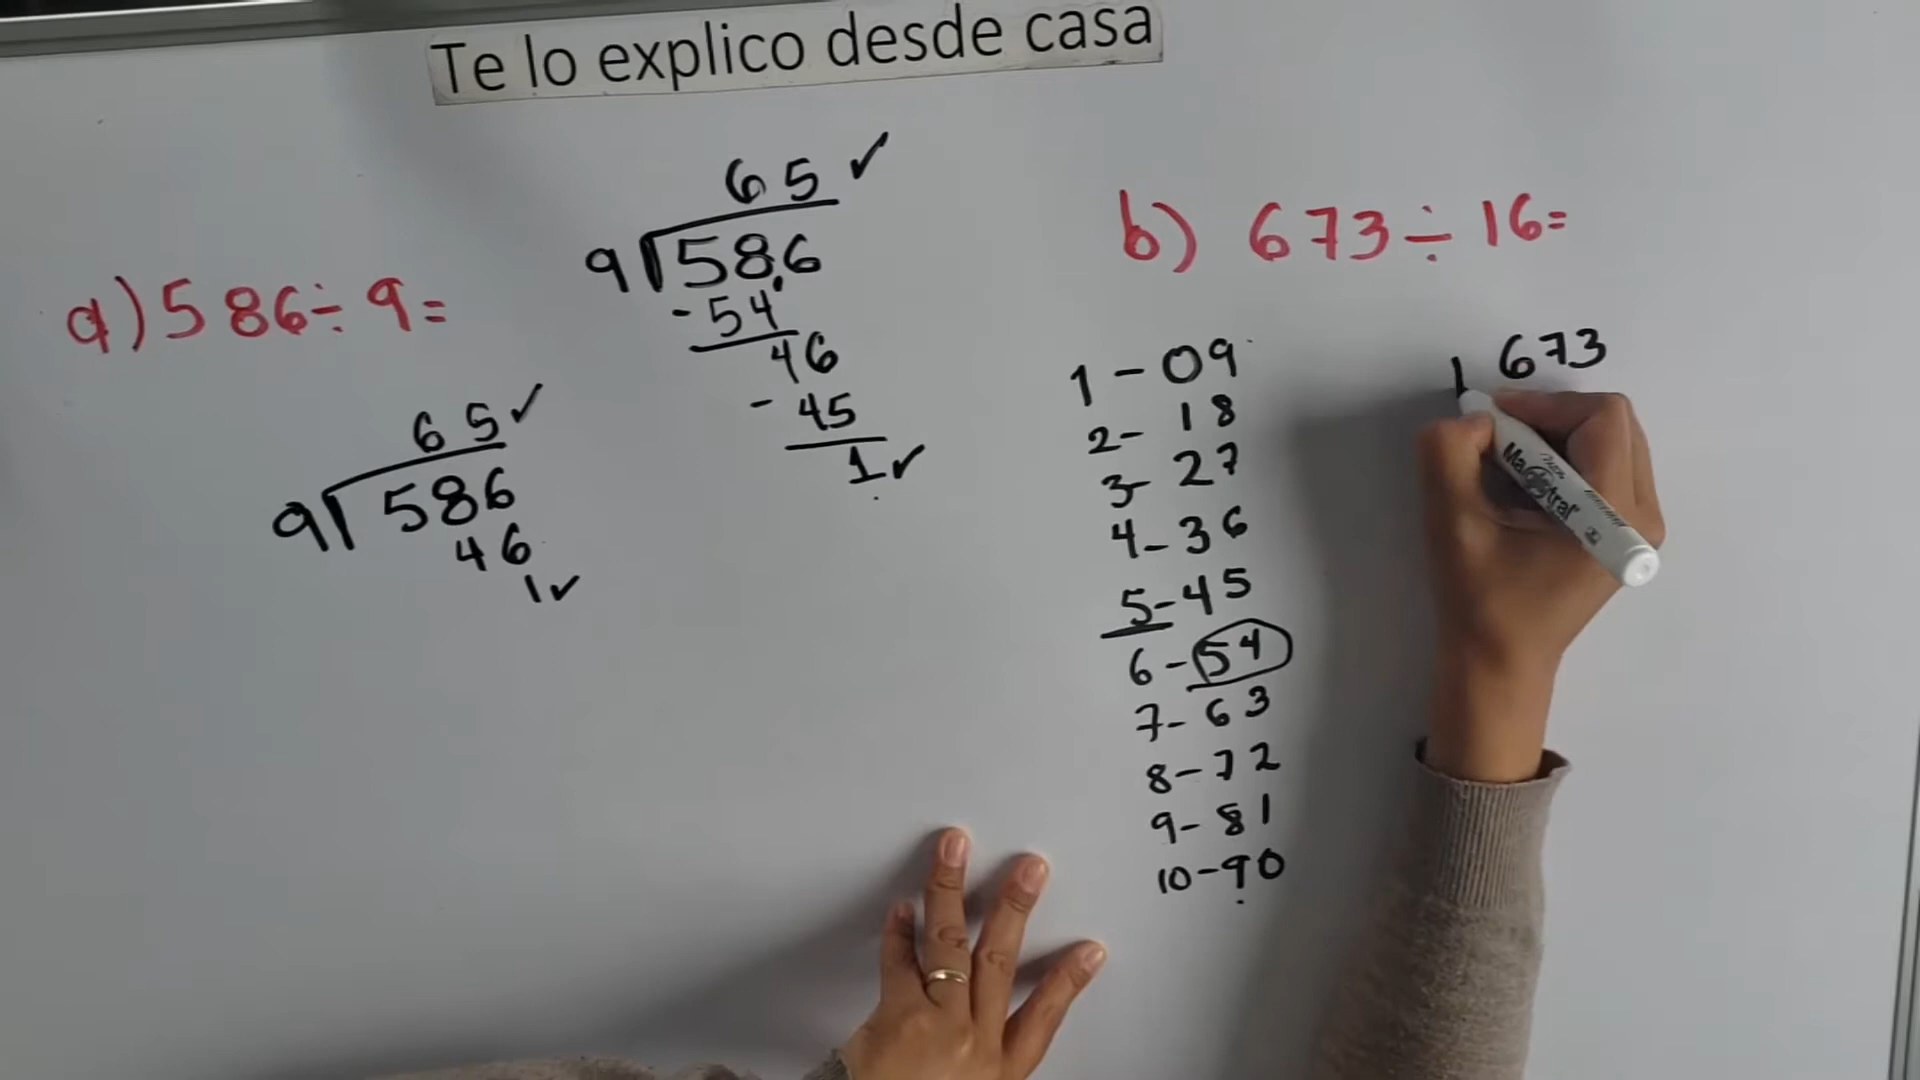 Te lo explico desde casa
a) 586 ÷ 9 =
65 ✓
9 586
46
1 ✓
65 ✓
9 586
-54
46
- 45
1 ✓
b) 673 ÷ 16 =
1 - 09
2 - 18
3 - 27
4 - 36
5 - 45
6 - 54
7 - 63
8 - 72
9 - 81
10 - 90
673
Magistral